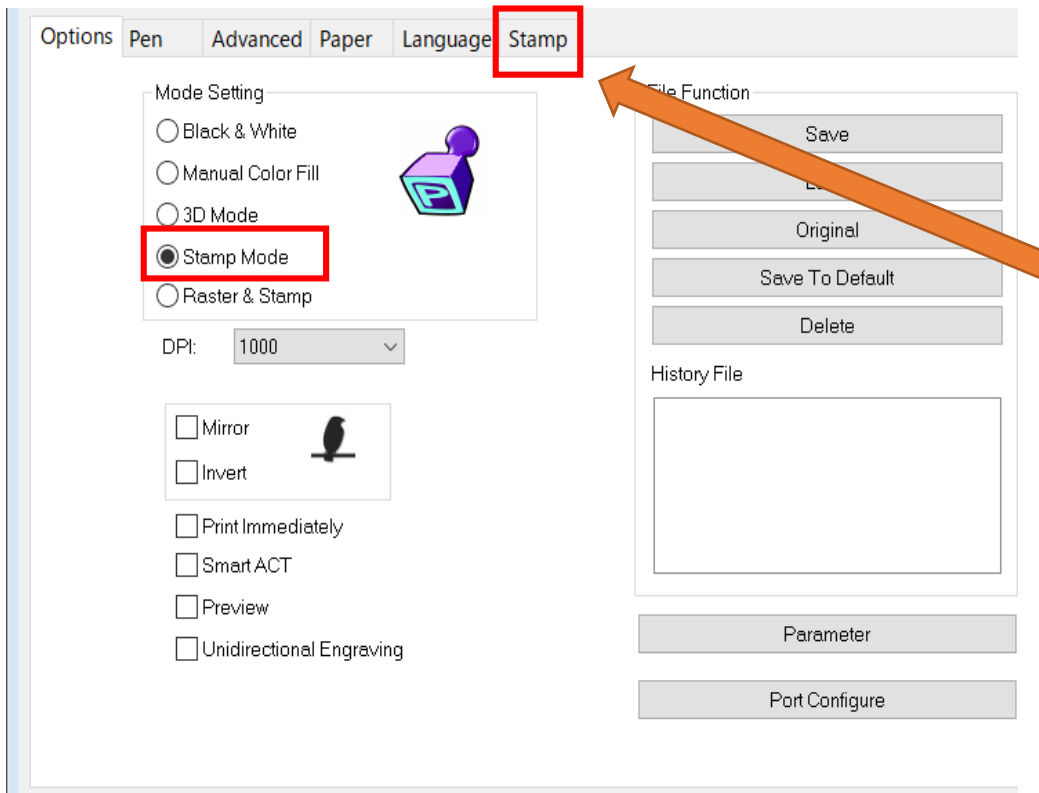 Options Pen Advanced Paper Language Stamp
Mode Setting
Black & White
Manual Color Fill
3D Mode
Stamp Mode
Raster & Stamp
P
DPI: 1000
Mirror
Invert
Print Immediately
Smart ACT
Preview
Unidirectional Engraving
File Function
Save
Original
Save To Default
Delete
History File
Parameter
Port Configure